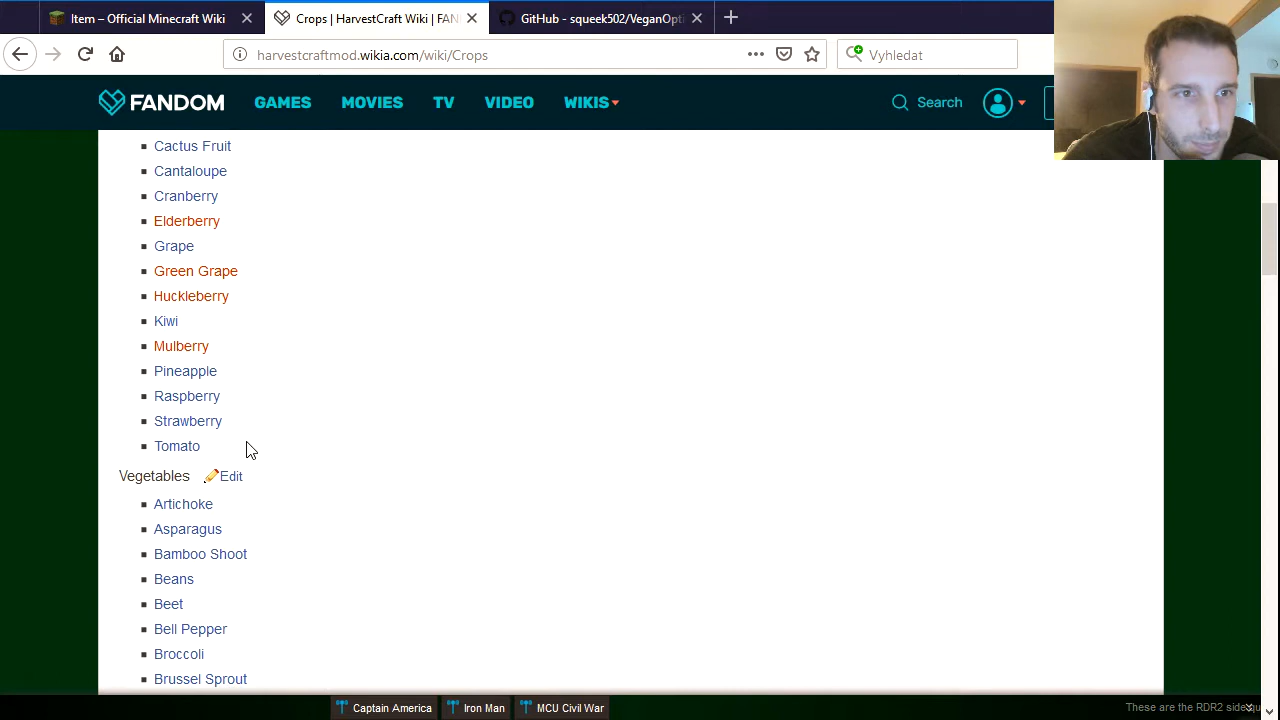 Item – Official Minecraft Wiki
Crops | HarvestCraft Wiki | FAN
GitHub - squeek502/VeganOpti
harvestcraftmod.wikia.com/wiki/Crops
Vyhledat
FANDOM GAMES MOVIES TV VIDEO WIKIS Search
Cactus Fruit
Cantaloupe
Cranberry
Elderberry
Grape
Green Grape
Huckleberry
Kiwi
Mulberry
Pineapple
Raspberry
Strawberry
Tomato
Vegetables Edit
Artichoke
Asparagus
Bamboo Shoot
Beans
Beet
Bell Pepper
Broccoli
Brussel Sprout
Captain America Iron Man MCU Civil War These are the RDR2